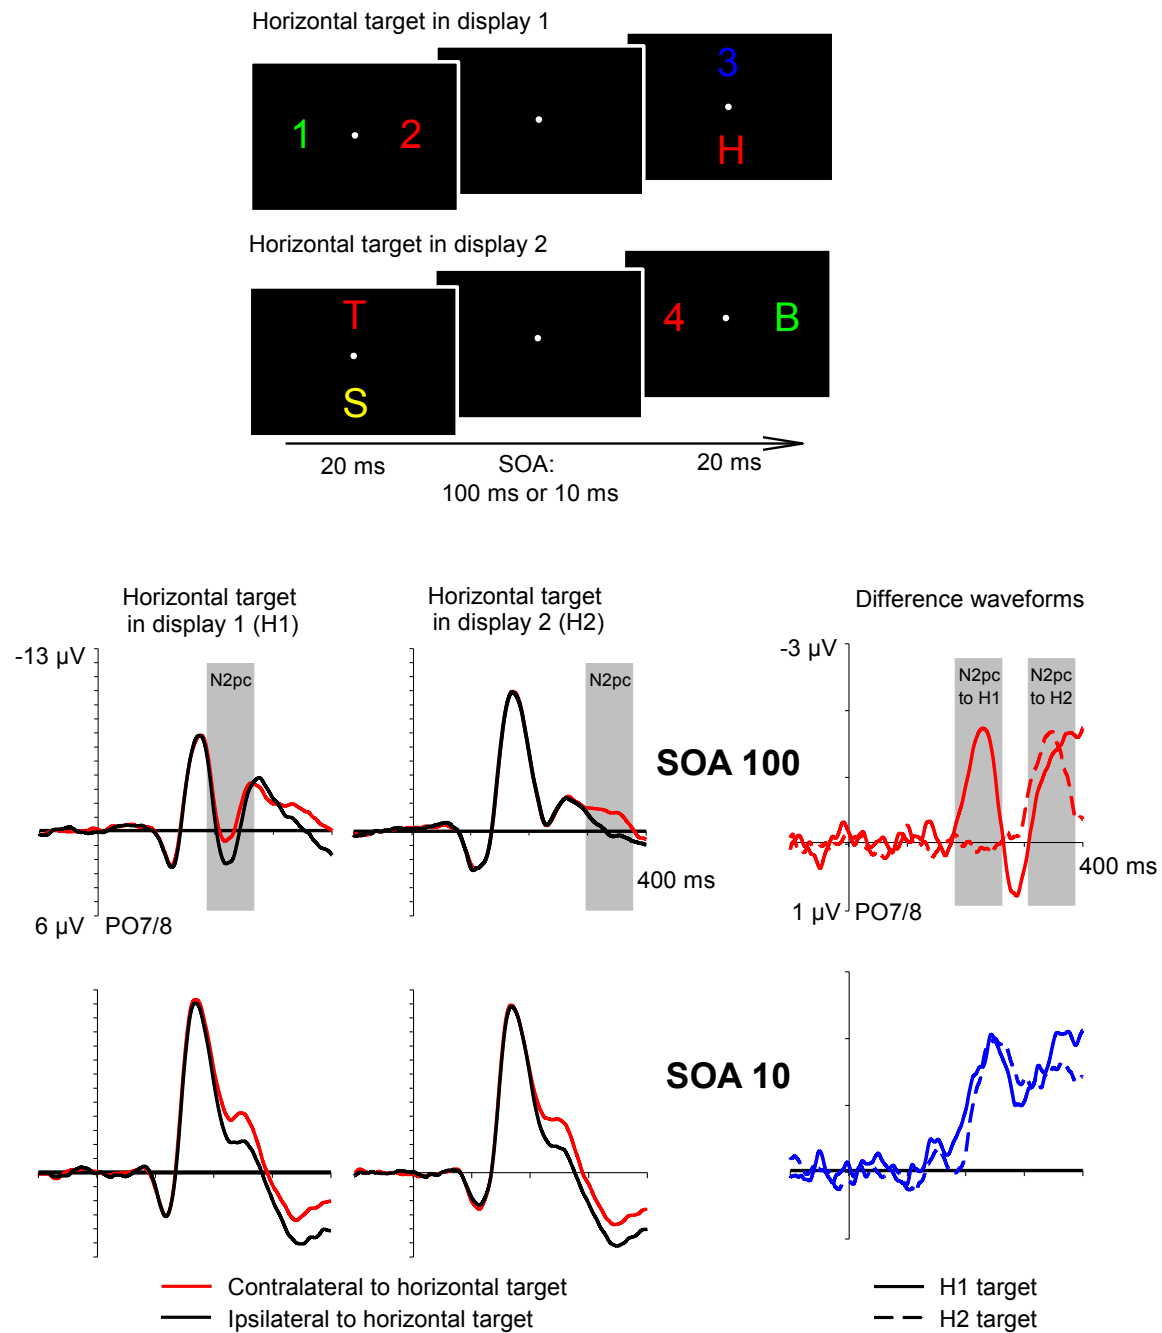 Horizontal target in display 1
1 2
3
H
Horizontal target in display 2
T
S
4 B
20 ms
SOA:
100 ms or 10 ms
20 ms
Horizontal target
in display 1 (H1)
Horizontal target
in display 2 (H2)
Difference waveforms
-13 µV
N2pc
N2pc
-3 µV
N2pc
to H1
N2pc
to H2
SOA 100
400 ms
400 ms
6 µV PO7/8
1 µV PO7/8
SOA 10
Contralateral to horizontal target
Ipsilateral to horizontal target
H1 target
H2 target